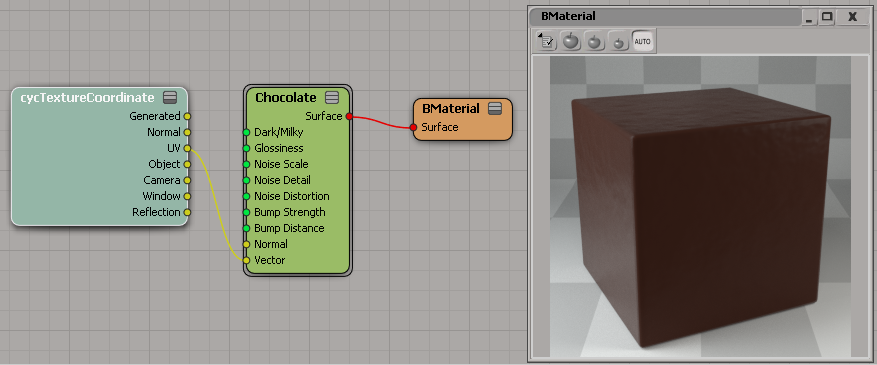 cycTextureCoordinate
Generated
Normal
UV
Object
Camera
Window
Reflection
Chocolate
Surface
Dark/Milky
Glossiness
Noise Scale
Noise Detail
Noise Distortion
Bump Strength
Bump Distance
Normal
Vector
BMaterial
Surface
BMaterial
AUTO